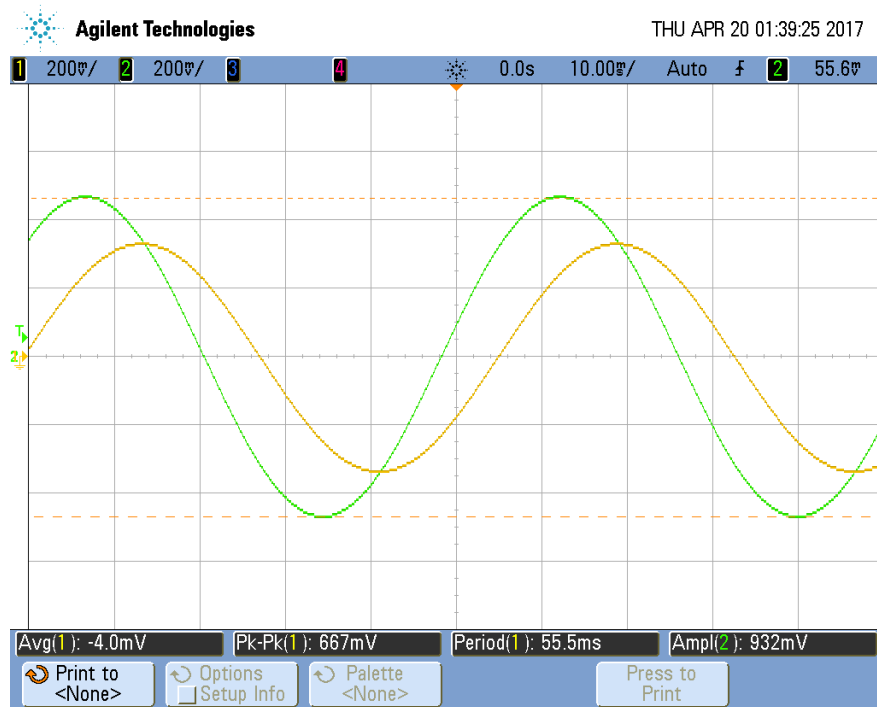 Agilent Technologies THU APR 20 01:39:25 2017
1 200mV/ 2 200mV/ 3 4 0.0s 10.00ms/ Auto 2 55.6mV
T
2
Avg(1): -4.0mV Pk-Pk(1): 667mV Period(1): 55.5ms Ampl(2): 932mV
Print to Options Palette Press to
<None> Setup Info <None> Print